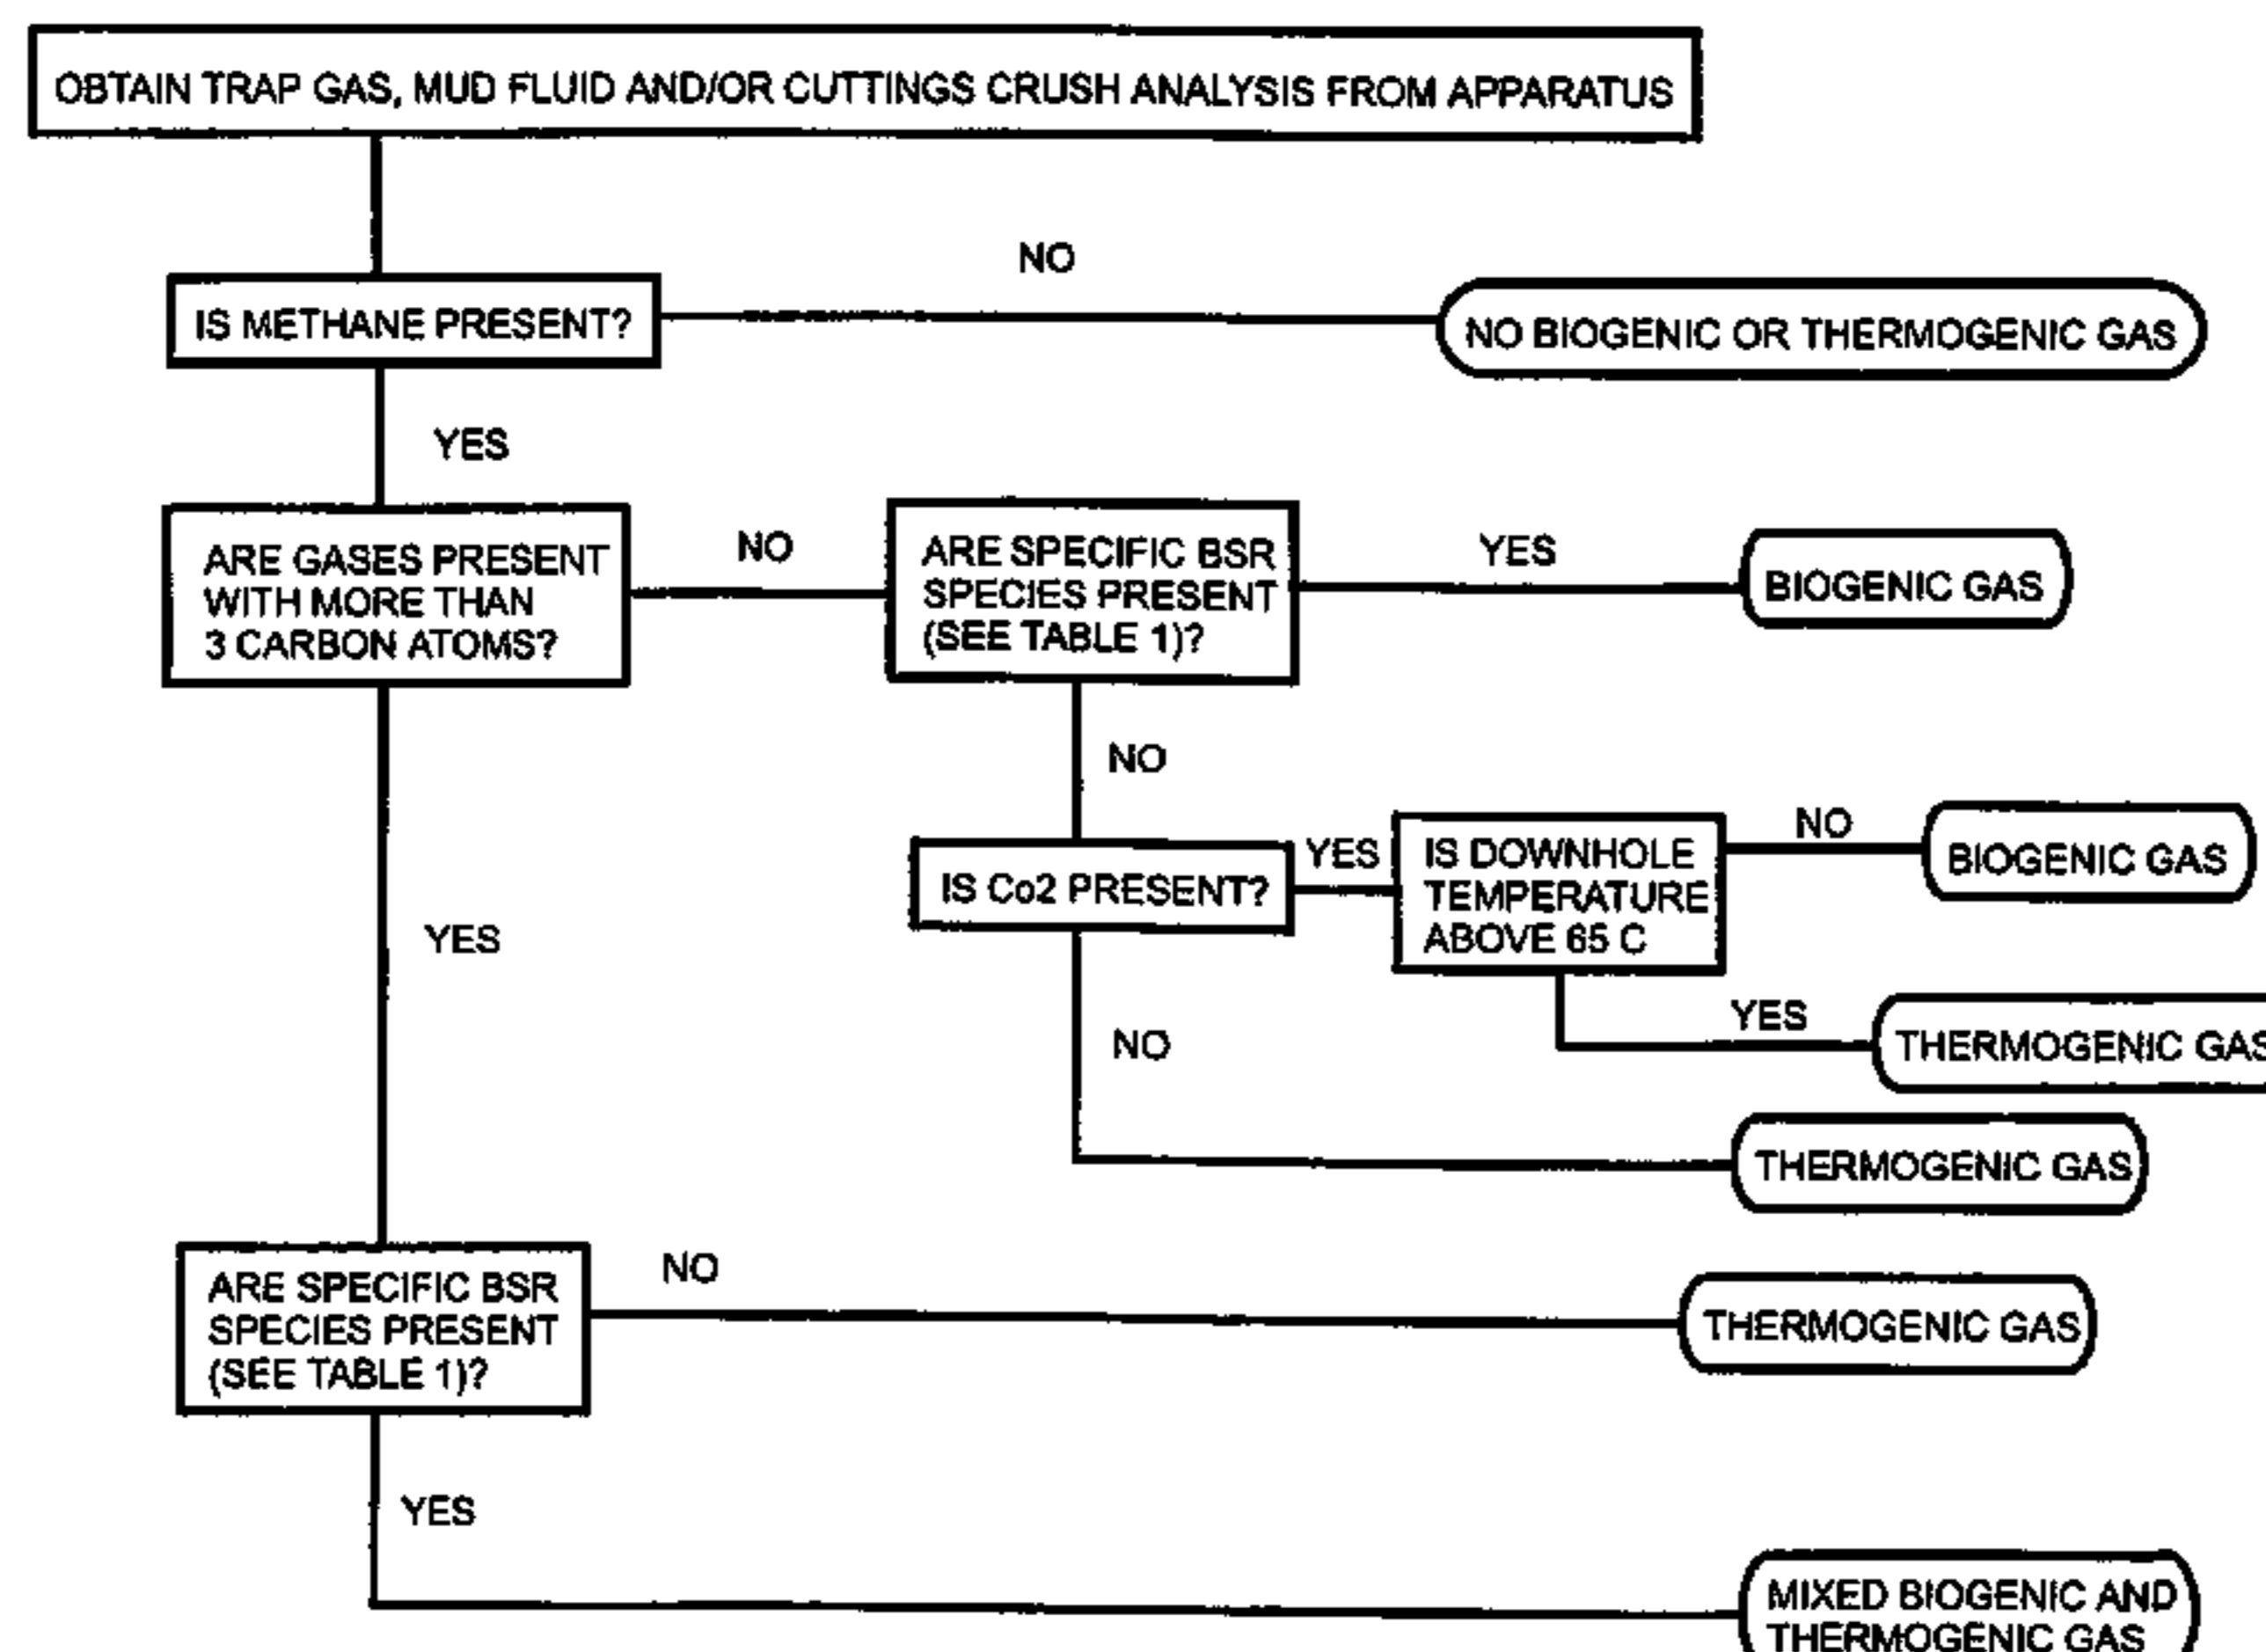 OBTAIN TRAP GAS, MUD FLUID AND/OR CUTTINGS CRUSH ANALYSIS FROM APPARATUS
NO
IS METHANE PRESENT?
NO BIOGENIC OR THERMOGENIC GAS
YES
ARE GASES PRESENT
WITH MORE THAN
3 CARBON ATOMS?
NO
ARE SPECIFIC BSR
SPECIES PRESENT
(SEE TABLE 1)?
YES
BIOGENIC GAS
NO
IS Co2 PRESENT?
YES
IS DOWNHOLE
TEMPERATURE
ABOVE 65 C
NO
BIOGENIC GAS
YES
THERMOGENIC GAS
NO
THERMOGENIC GAS
YES
ARE SPECIFIC BSR
SPECIES PRESENT
(SEE TABLE 1)?
NO
THERMOGENIC GAS
YES
MIXED BIOGENIC AND
THERMOGENIC GAS